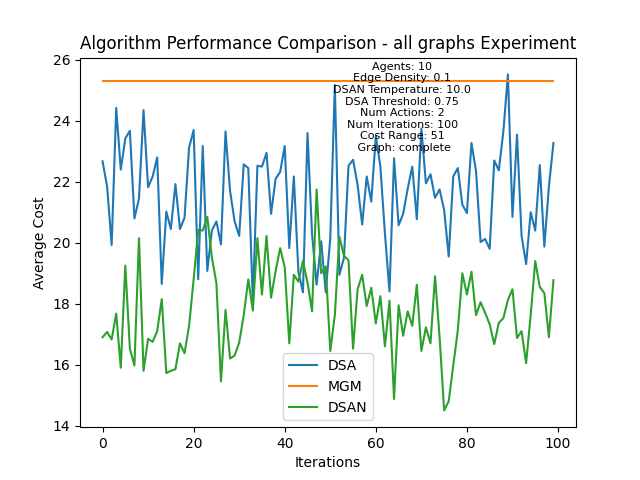 Algorithm Performance Comparison - all graphs Experiment
Agents: 10
Edge Density: 0.1
DSAN Temperature: 10.0
DSA Threshold: 0.75
Num Actions: 2
Num Iterations: 100
Cost Range: 51
Graph: complete
26
24
22
20
18
16
14
Average Cost
DSA
MGM
DSAN
0
20
40
60
80
100
Iterations